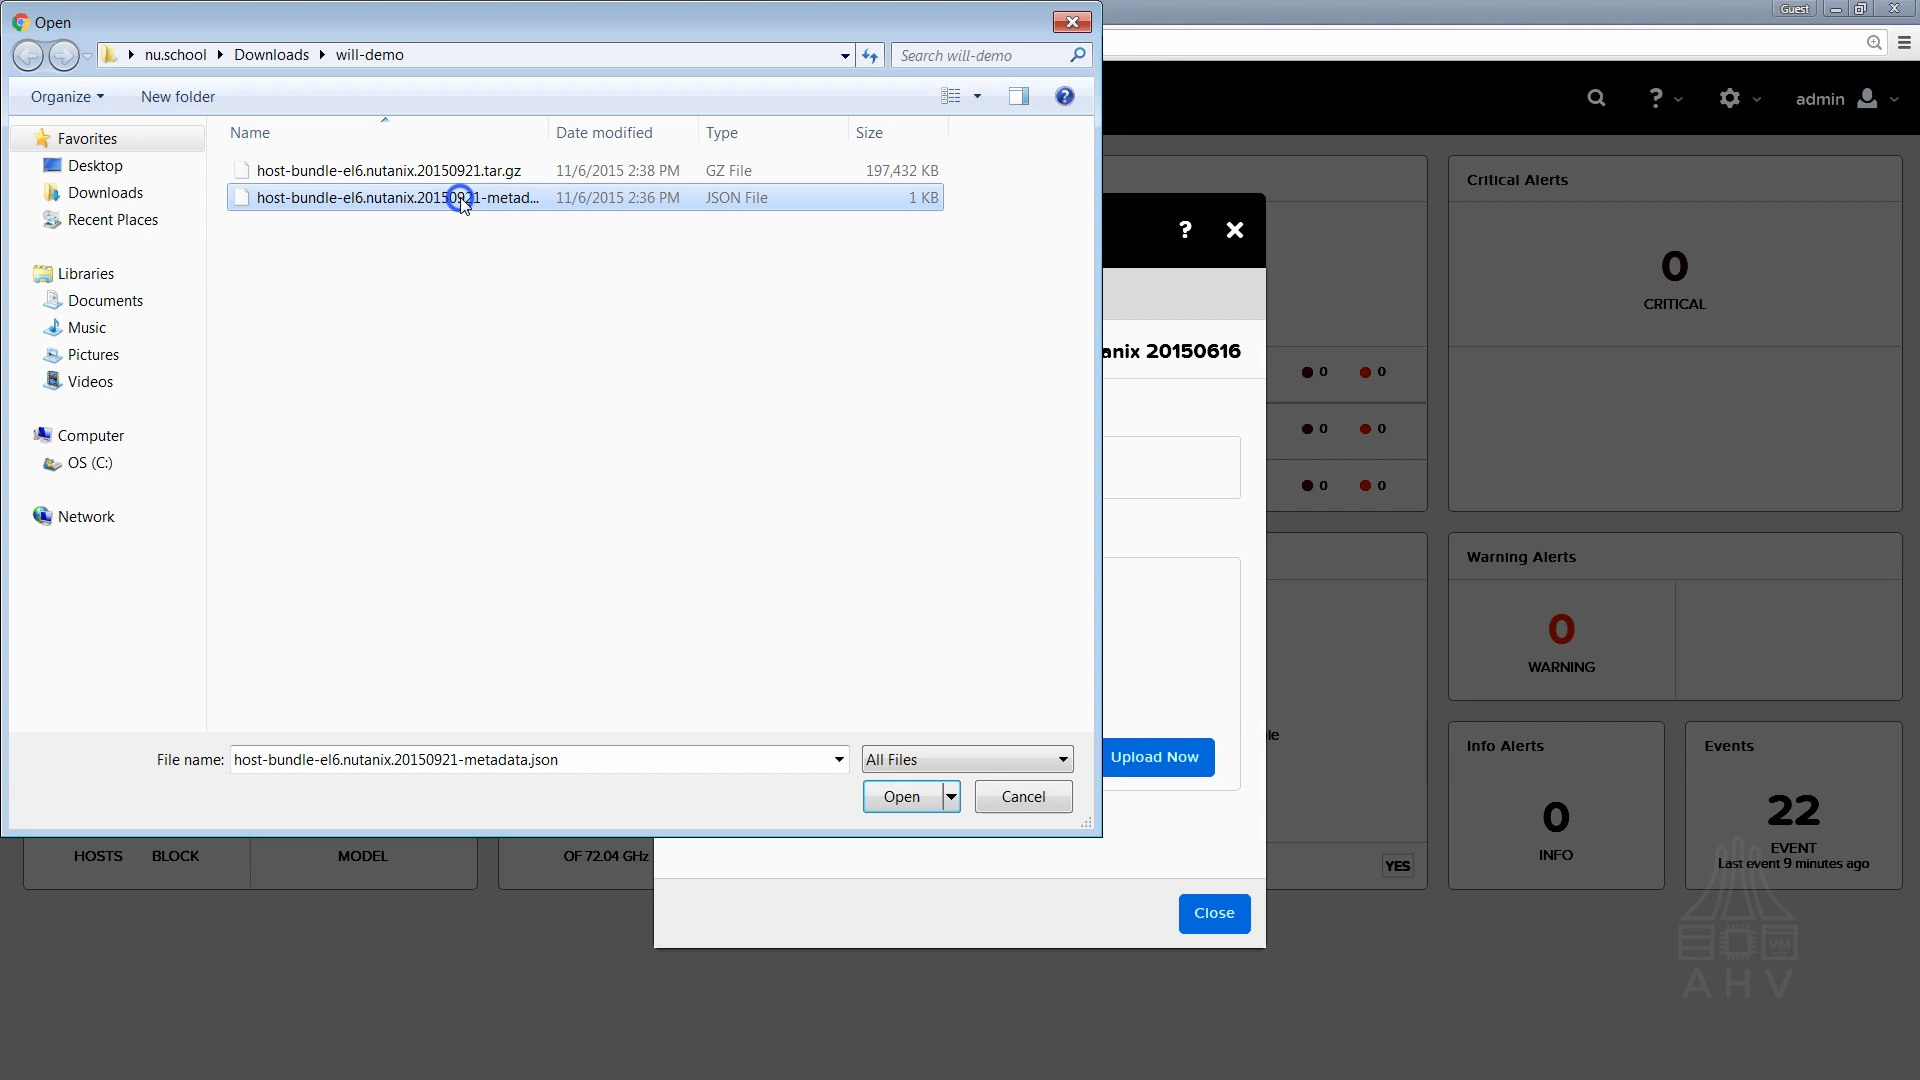 Open
Guest
nu.school Downloads will-demo
Search will-demo
Organize New folder
? admin
Name Date modified Type Size
Favorites
Desktop
Downloads
Recent Places
Libraries
Documents
Music
Pictures
Videos
Computer
OS (C:)
Network
host-bundle-el6.nutanix.20150921.tar.gz 11/6/2015 2:38 PM GZ File 197,432 KB
host-bundle-el6.nutanix.20150921-metad... 11/6/2015 2:36 PM JSON File 1 KB
File name: host-bundle-el6.nutanix.20150921-metadata.json All Files
Open Cancel
?
anix 20150616
Upload Now
Close
0 0
0 0
0 0
Critical Alerts
0
CRITICAL
Warning Alerts
0
WARNING
Info Alerts
0
INFO
Events
22
EVENT
Last event 9 minutes ago
HOSTS BLOCK MODEL
OF 72.04 GHz
YES
VM
AHV